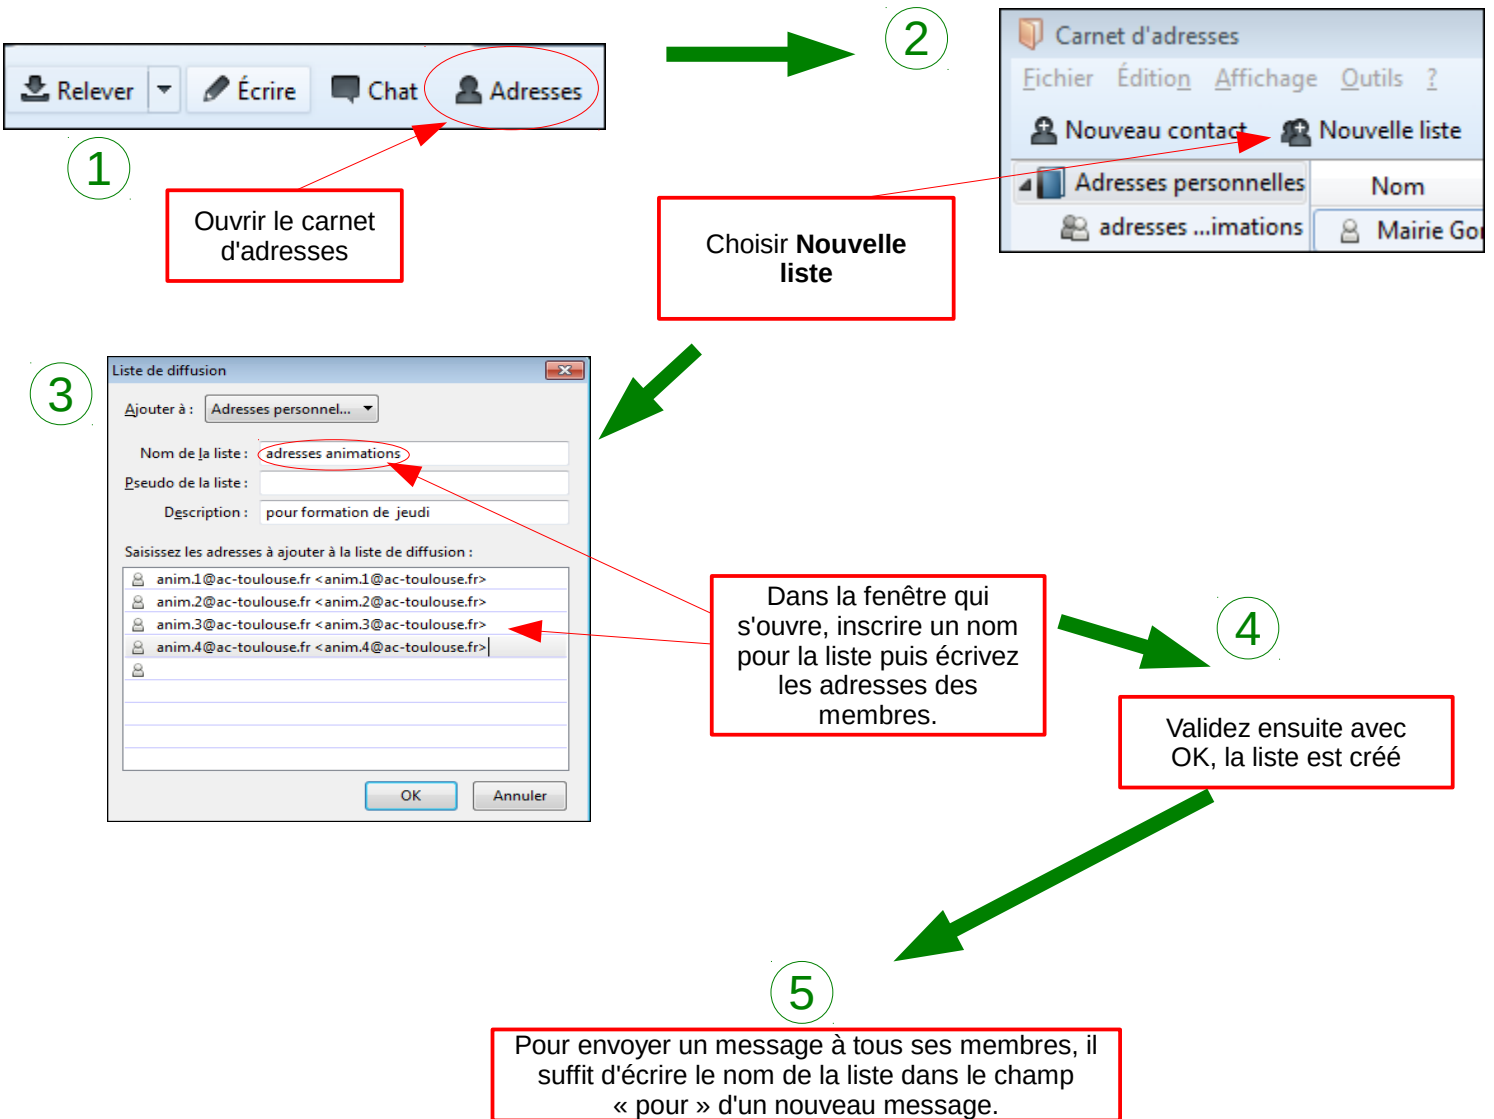 Relever
Écrire
Chat
Adresses
1
Ouvrir le carnet
d'adresses
2
Carnet d'adresses
Fichier Édition Affichage Outils ?
Nouveau contact Nouvelle liste
Adresses personnelles Nom
adresses ...imations Mairie Gor
Choisir Nouvelle
liste
3
Liste de diffusion
Ajouter à : Adresses personnel...
Nom de la liste : adresses animations
Pseudo de la liste :
Description : pour formation de jeudi
Saisissez les adresses à ajouter à la liste de diffusion :
anim.1@ac-toulouse.fr <anim.1@ac-toulouse.fr>
anim.2@ac-toulouse.fr <anim.2@ac-toulouse.fr>
anim.3@ac-toulouse.fr <anim.3@ac-toulouse.fr>
anim.4@ac-toulouse.fr <anim.4@ac-toulouse.fr>
OK Annuler
Dans la fenêtre qui
s'ouvre, inscrire un nom
pour la liste puis écrivez
les adresses des
membres.
4
Validez ensuite avec
OK, la liste est créé
5
Pour envoyer un message à tous ses membres, il
suffit d'écrire le nom de la liste dans le champ
« pour » d'un nouveau message.